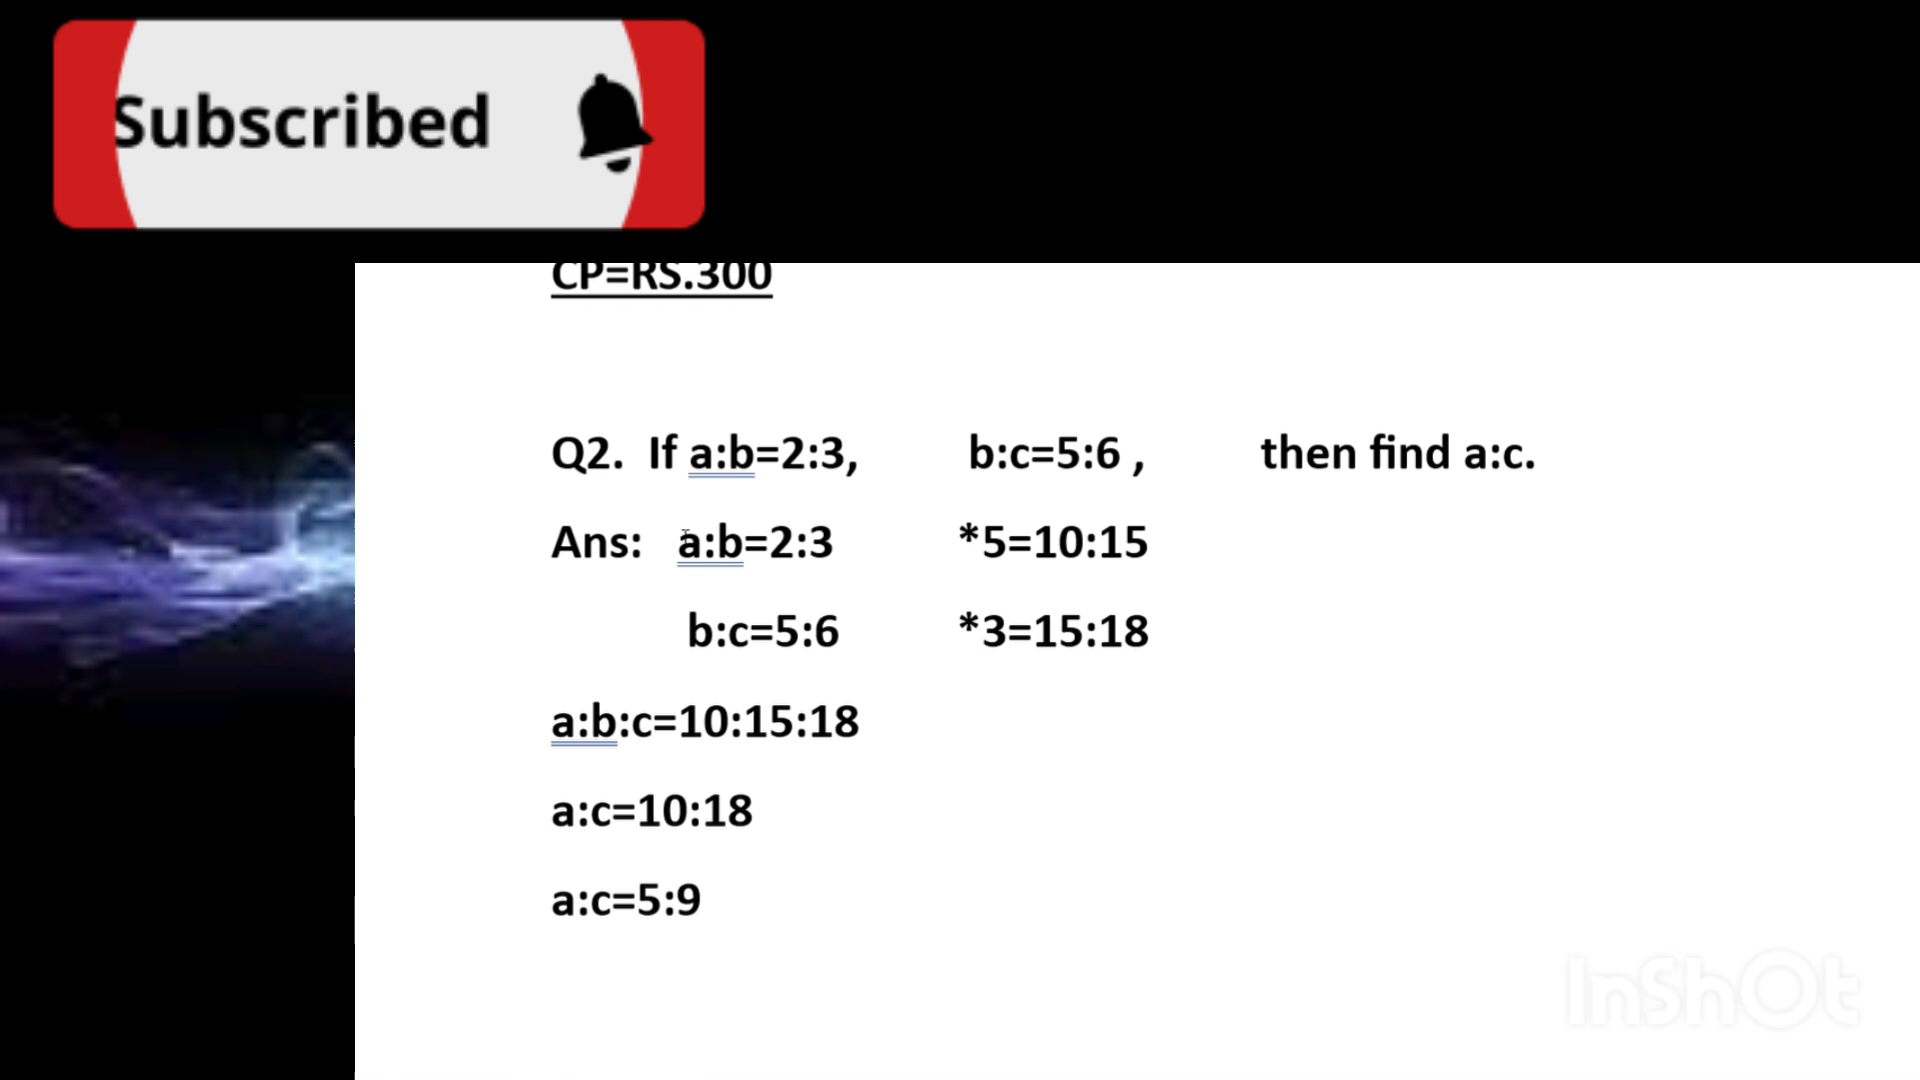 Subscribed
CP=RS.300
Q2. If a:b=2:3, b:c=5:6 , then find a:c.
Ans: a:b=2:3 *5=10:15
b:c=5:6 *3=15:18
a:b:c=10:15:18
a:c=10:18
a:c=5:9
InShOt